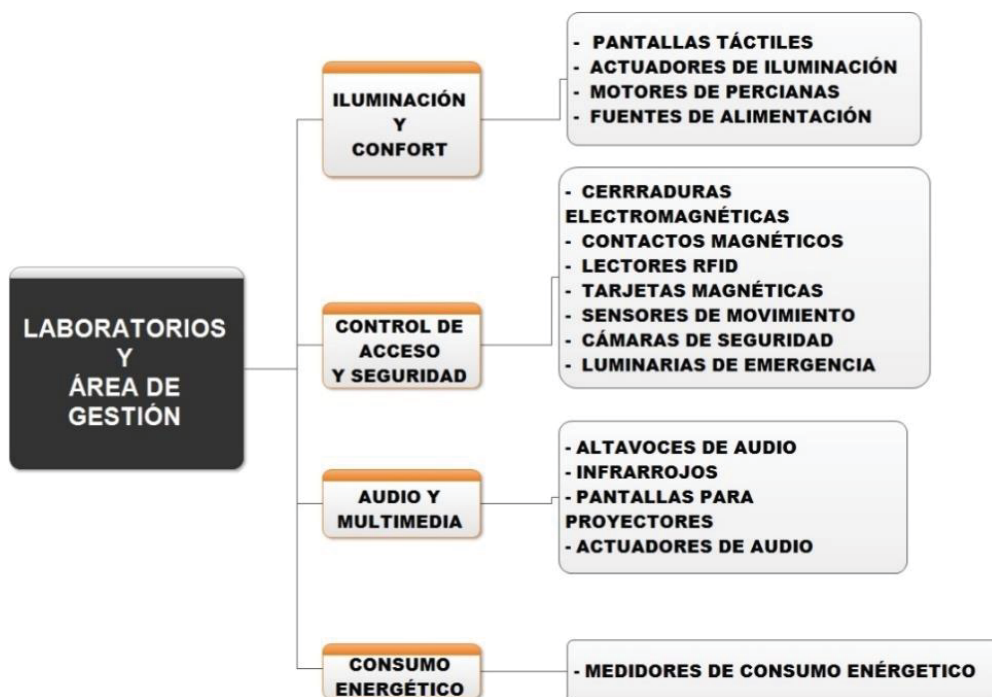 LABORATORIOS
Y
ÁREA DE
GESTIÓN
ILUMINACIÓN
Y
CONFORT
- PANTALLAS TÁCTILES
- ACTUADORES DE ILUMINACIÓN
- MOTORES DE PERCIANAS
- FUENTES DE ALIMENTACIÓN
CONTROL DE
ACCESO
Y SEGURIDAD
- CERRRADURAS
ELECTROMAGNÉTICAS
- CONTACTOS MAGNÉTICOS
- LECTORES RFID
- TARJETAS MAGNÉTICAS
- SENSORES DE MOVIMIENTO
- CÁMARAS DE SEGURIDAD
- LUMINARIAS DE EMERGENCIA
AUDIO Y
MULTIMEDIA
- ALTAVOCES DE AUDIO
- INFRARROJOS
- PANTALLAS PARA
PROYECTORES
- ACTUADORES DE AUDIO
CONSUMO
ENERGÉTICO
- MEDIDORES DE CONSUMO ENÉRGETICO